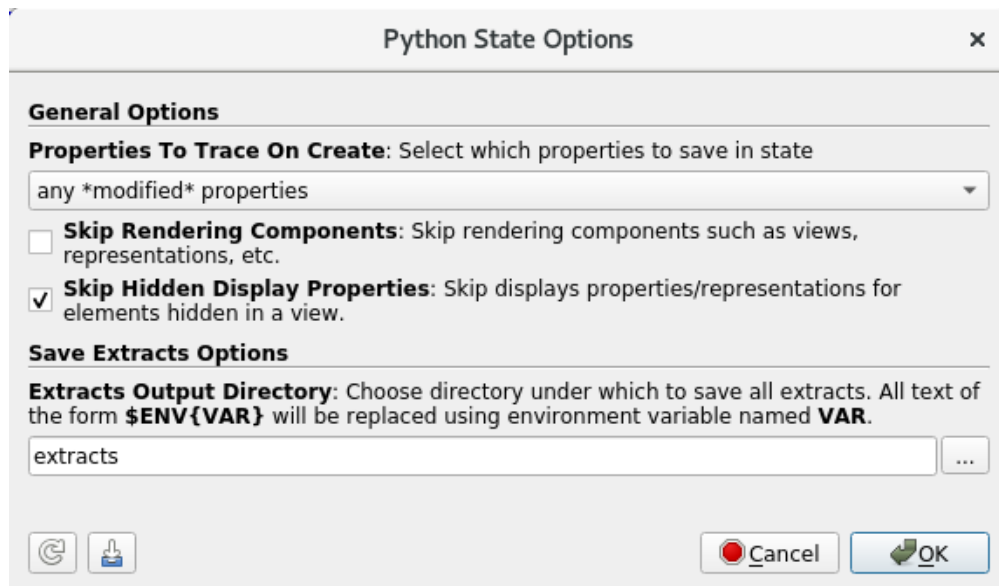 Python State Options
General Options
Properties To Trace On Create: Select which properties to save in state
any *modified* properties
Skip Rendering Components: Skip rendering components such as views,
representations, etc.
Skip Hidden Display Properties: Skip displays properties/representations for
elements hidden in a view.
Save Extracts Options
Extracts Output Directory: Choose directory under which to save all extracts. All text of
the form $ENV{VAR} will be replaced using environment variable named VAR.
extracts
...
Cancel
OK